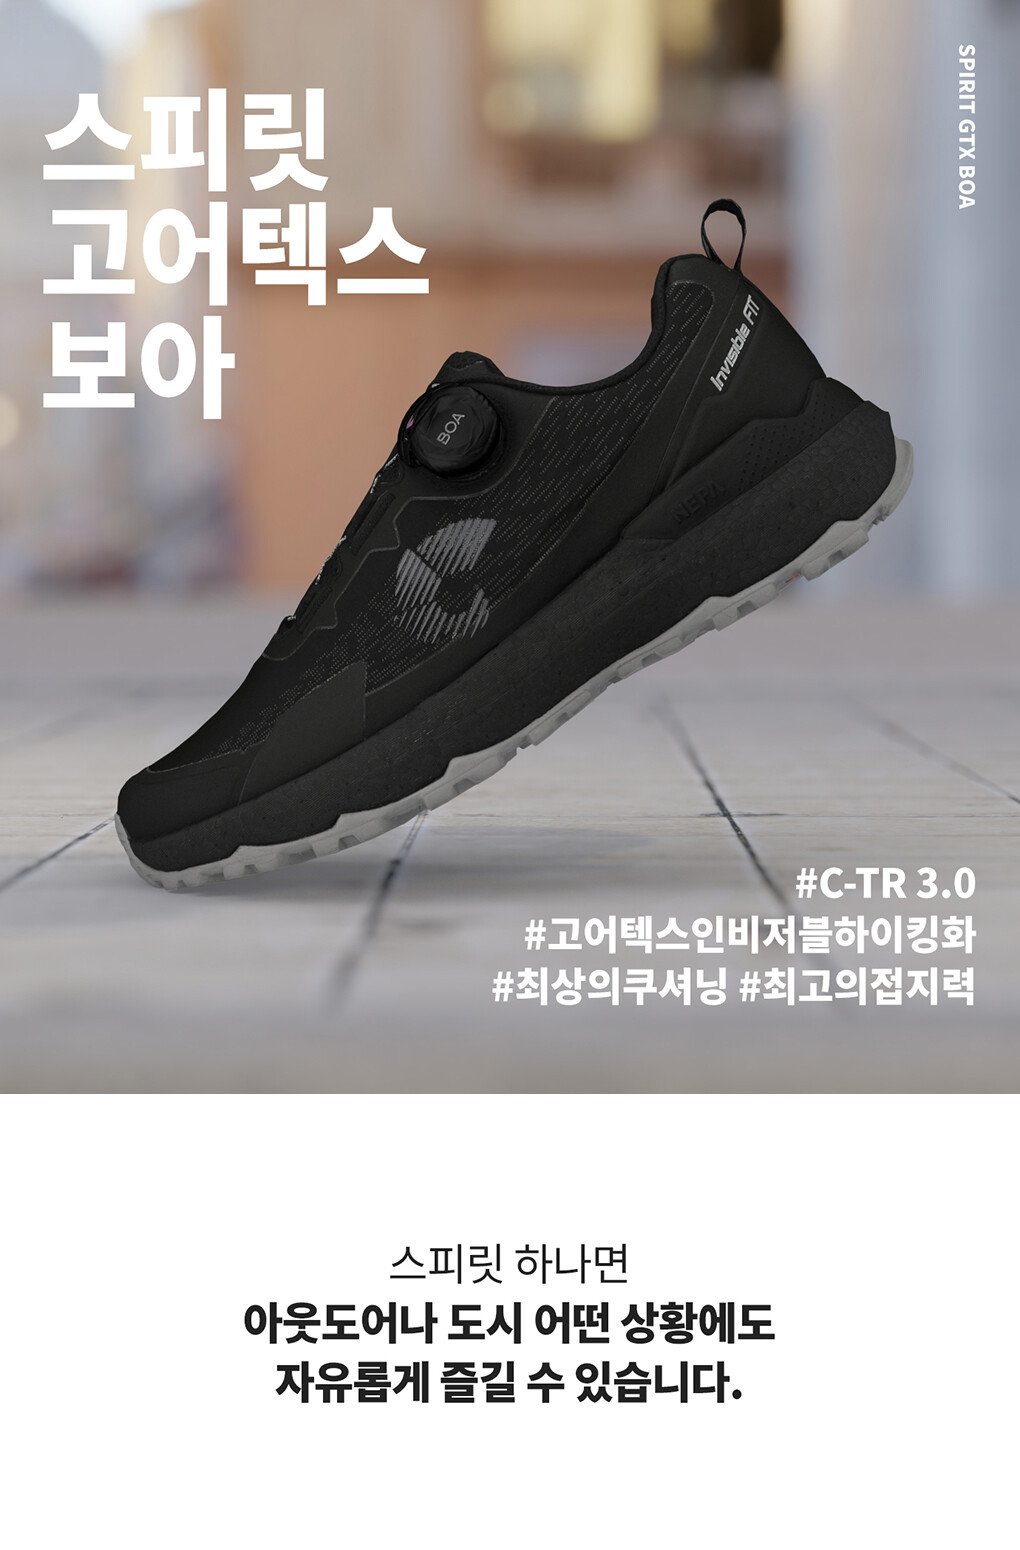 스피릿
고어텍스
보아
SPIRIT GTX BOA
Invisible FIT
BOA
NEPA
#C-TR 3.0
#고어텍스인비저블하이킹화
#최상의쿠셔닝 #최고의접지력
스피릿 하나면
아웃도어나 도시 어떤 상황에도
자유롭게 즐길 수 있습니다.